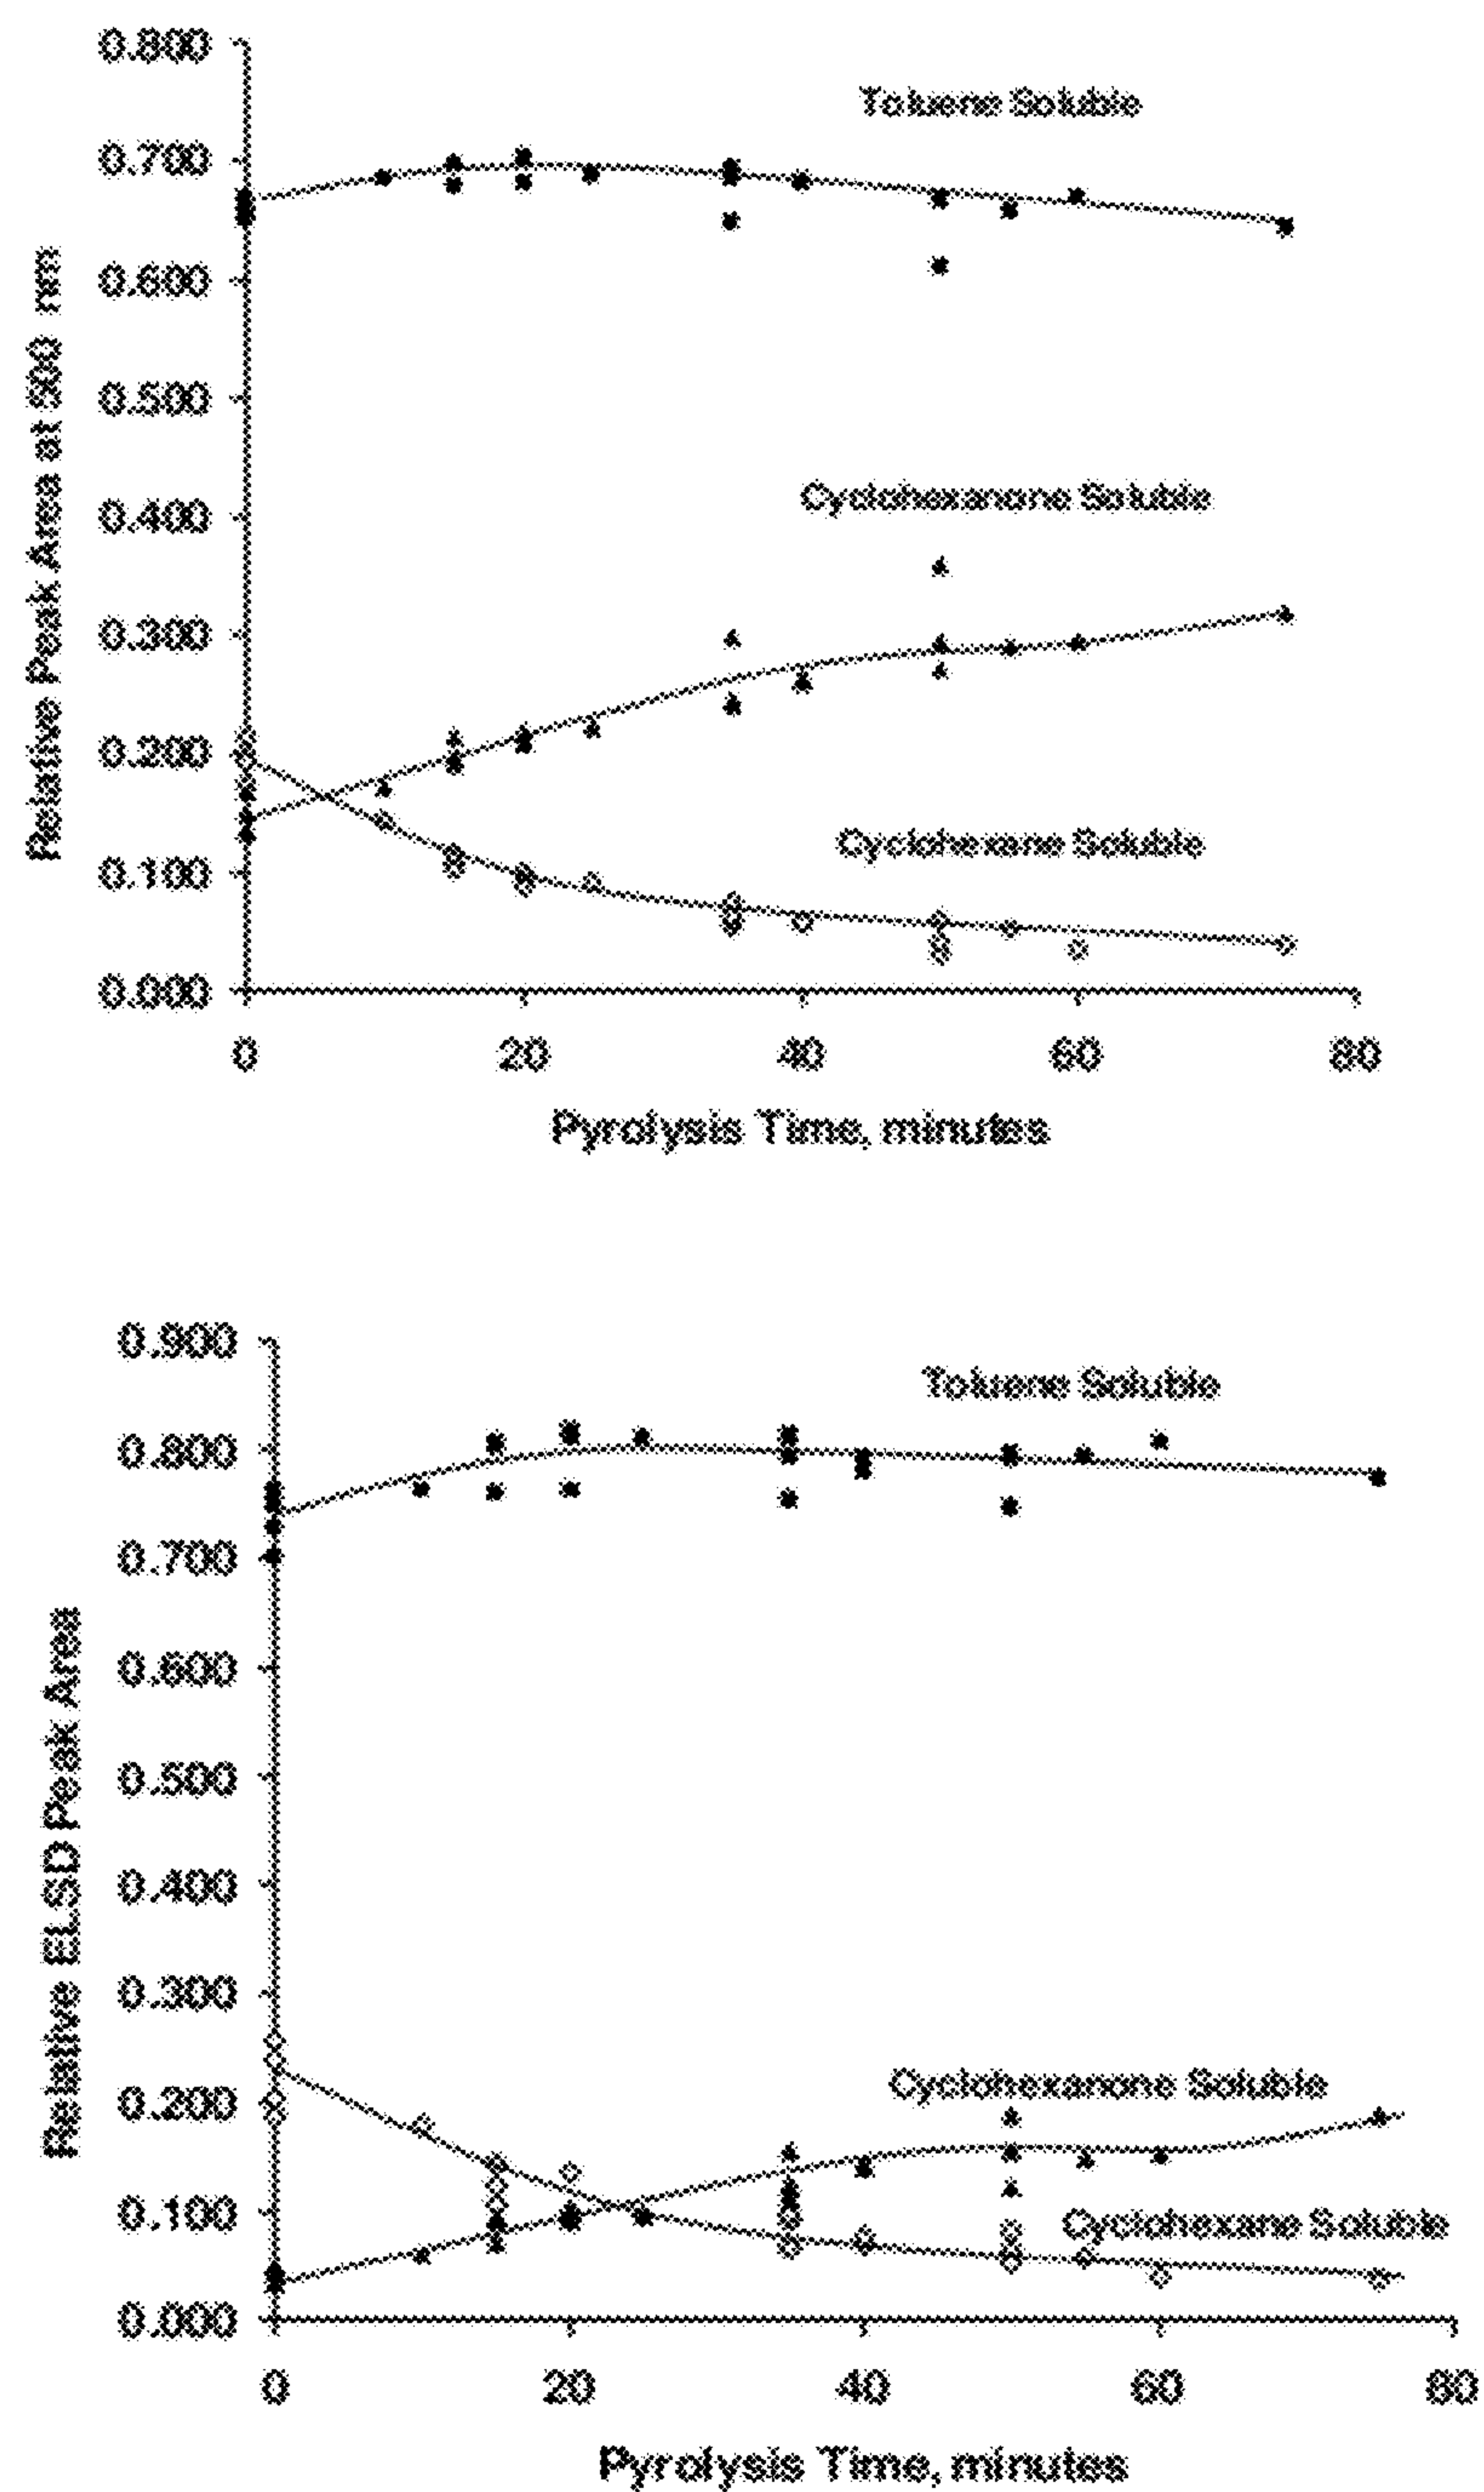 0.800
Toluene Soluble
0.700
0.600
0.500
Cyclohexanone Soluble
0.400
0.300
0.200
Cyclohexane Soluble
0.100
0.000
Relative Peak Area at 500 nm
0 20 40 60 80
Pyrolysis Time, minutes
0.900
Toluene Soluble
0.800
0.700
0.600
0.500
0.400
0.300
Cyclohexanone Soluble
0.200
0.100
Cyclohexane Soluble
0.000
Relative ELSD Peak Area
0 20 40 60 80
Pyrolysis Time, minutes